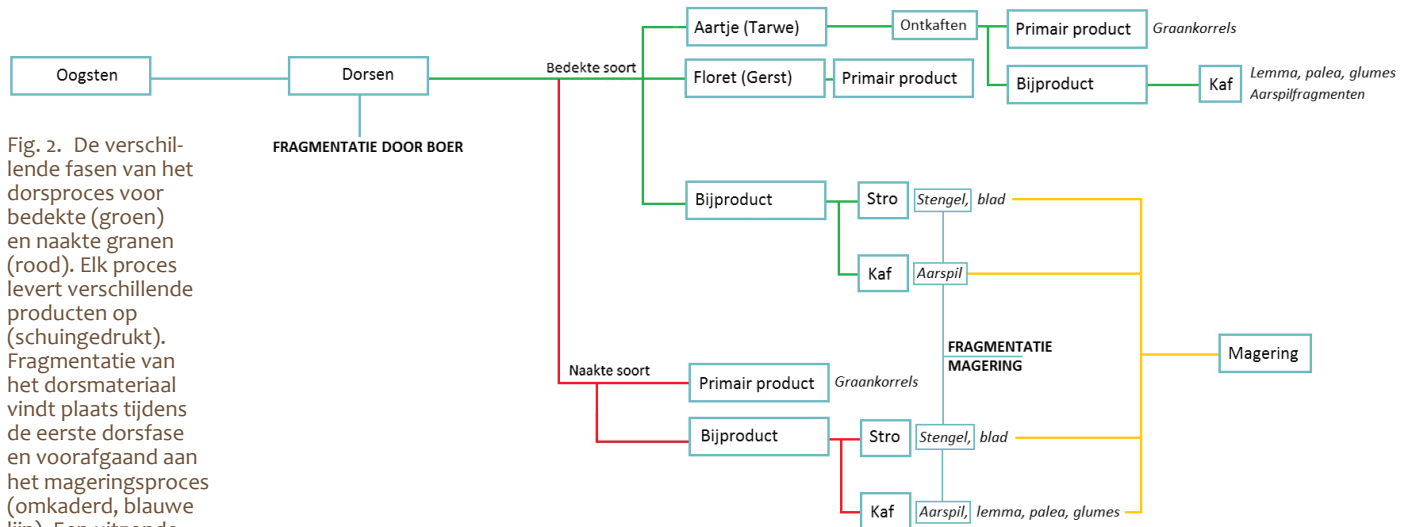 Oogsten
Dorsen
FRAGMENTATIE DOOR BOER
Bedekte soort
Aartje (Tarwe)
Ontkaften
Primair product
Graankorrels
Floret (Gerst)
Primair product
Bijproduct
Kaf
Lemma, palea, glumes
Aarspilfragmenten
Bijproduct
Stro
Stengel, blad
Kaf
Aarspil
FRAGMENTATIE
MAGERING
Magering
Naakte soort
Primair product
Graankorrels
Bijproduct
Stro
Stengel, blad
Kaf
Aarspil, lemma, palea, glumes
Fig. 2. De verschil-
lende fasen van het
dorsproces voor
bedekte (groen)
en naakte granen
(rood). Elk proces
levert verschillende
producten op
(schuingedrukt).
Fragmentatie van
het dorsmateriaal
vindt plaats tijdens
de eerste dorsfase
en voorafgaand aan
het mageringsproces
(omkaderd, blauwe
lijn). Een uitzonde-